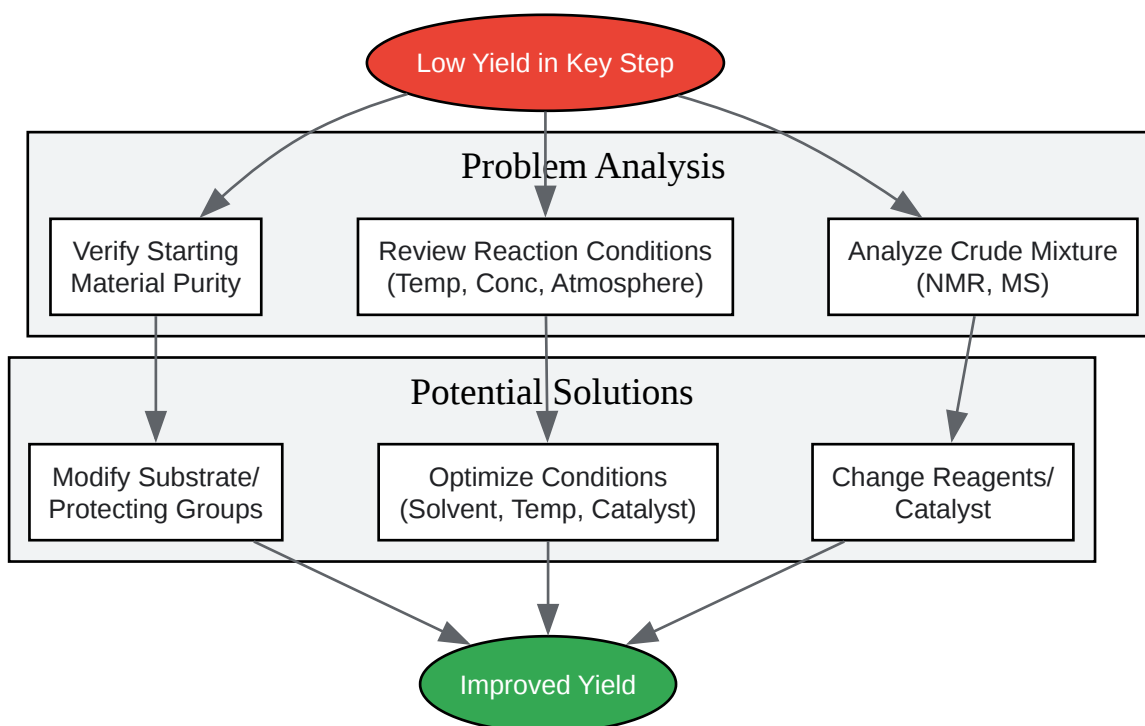 Low Yield in Key Step
Problem Analysis
Verify Starting
Material Purity
Review Reaction Conditions
(Temp, Conc, Atmosphere)
Analyze Crude Mixture
(NMR, MS)
Potential Solutions
Modify Substrate/
Protecting Groups
Optimize Conditions
(Solvent, Temp, Catalyst)
Change Reagents/
Catalyst
Improved Yield